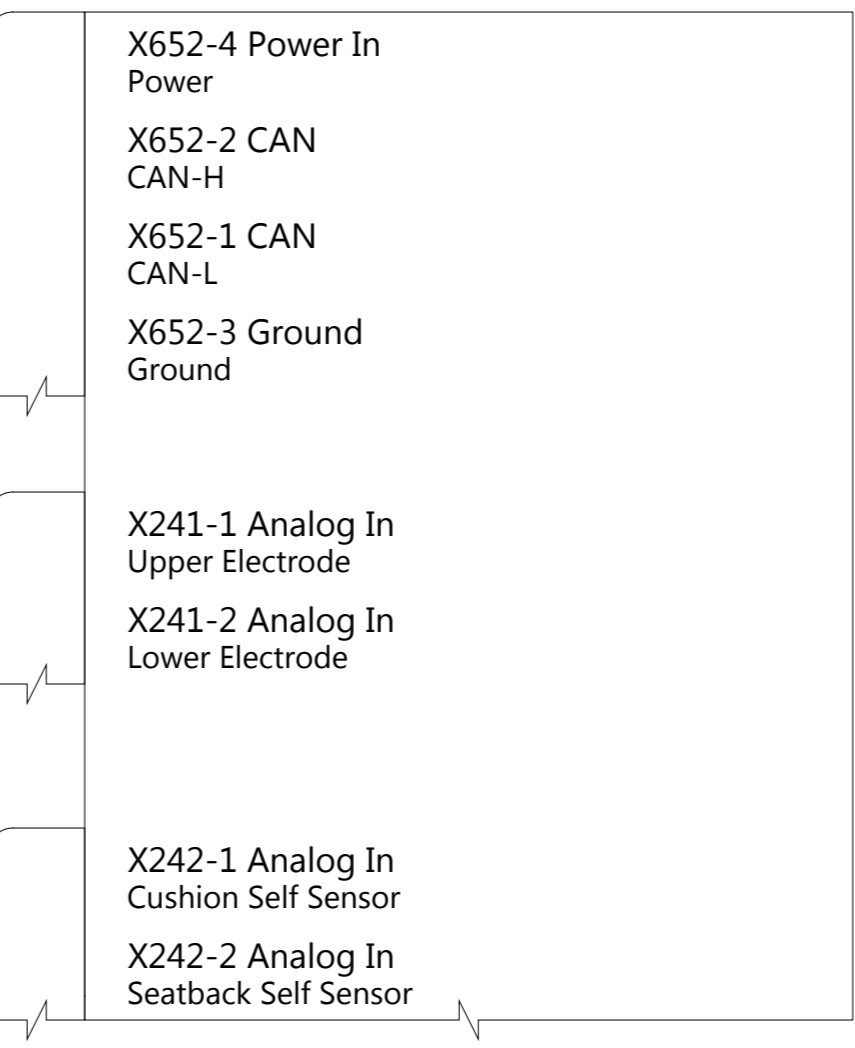 X652-4 Power In
Power
X652-2 CAN
CAN-H
X652-1 CAN
CAN-L
X652-3 Ground
Ground
X241-1 Analog In
Upper Electrode
X241-2 Analog In
Lower Electrode
X242-1 Analog In
Cushion Self Sensor
X242-2 Analog In
Seatback Self Sensor